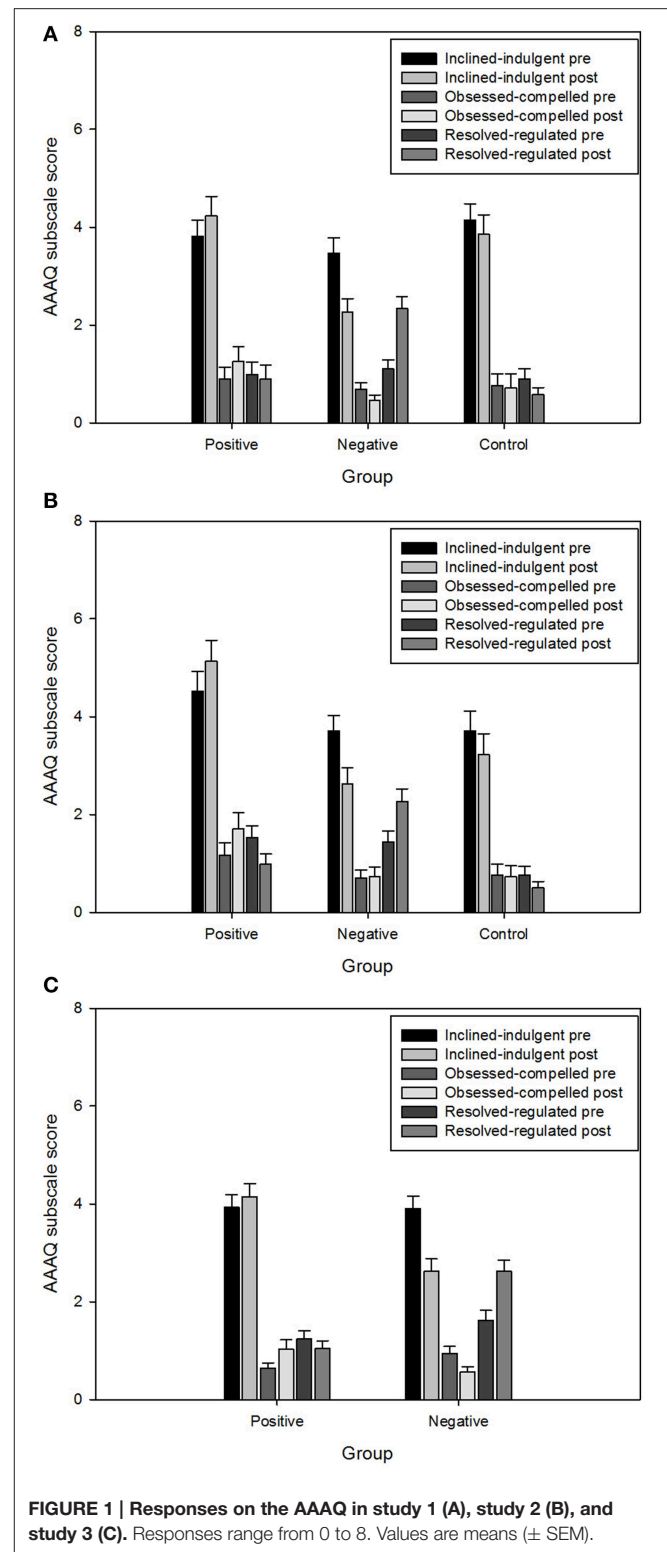 A
8
6
4
2
0
AAAQ subscale score
Inclined-indulgent pre
Inclined-indulgent post
Obsessed-compelled pre
Obsessed-compelled post
Resolved-regulated pre
Resolved-regulated post
Positive
Negative
Control
Group
B
8
6
4
2
0
AAAQ subscale score
Inclined-indulgent pre
Inclined-indulgent post
Obsessed-compelled pre
Obsessed-compelled post
Resolved-regulated pre
Resolved-regulated post
Positive
Negative
Control
Group
C
8
6
4
2
0
AAAQ subscale score
Inclined-indulgent pre
Inclined-indulgent post
Obsessed-compelled pre
Obsessed-compelled post
Resolved-regulated pre
Resolved-regulated post
Positive
Negative
Group
FIGURE 1 | Responses on the AAAQ in study 1 (A), study 2 (B), and
study 3 (C). Responses range from 0 to 8. Values are means (± SEM).